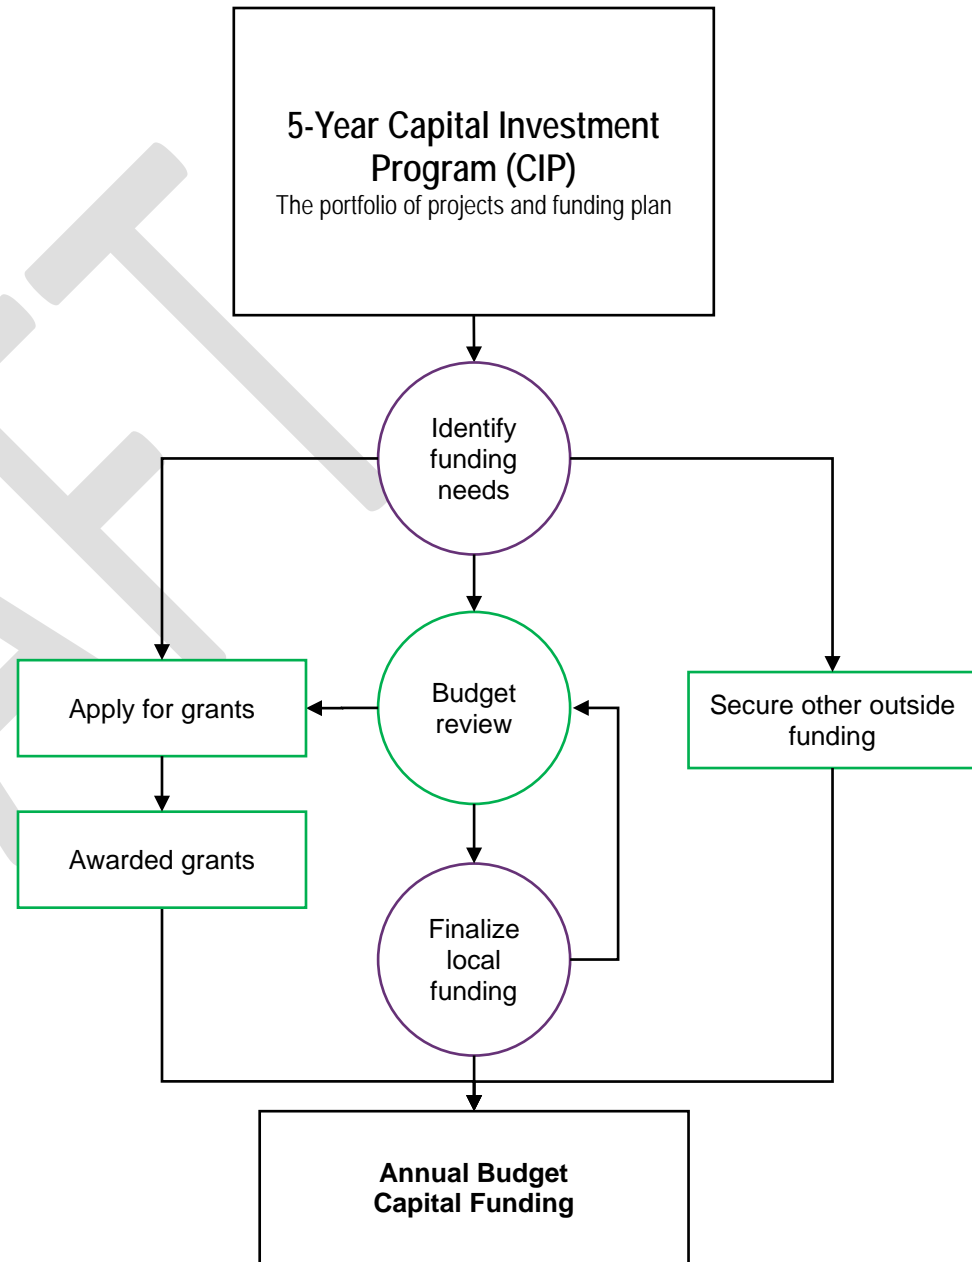 5-Year Capital Investment
Program (CIP)
The portfolio of projects and funding plan
Identify
funding
needs
Apply for grants
Budget
review
Secure other outside
funding
Awarded grants
Finalize
local
funding
Annual Budget
Capital Funding